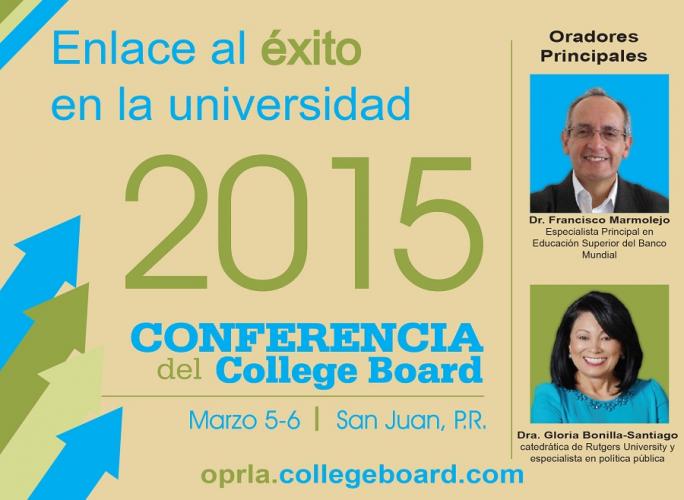 Enlace al éxito
en la universidad
2015
CONFERENCIA
del College Board
Marzo 5-6 | San Juan, P.R.
oprla.collegeboard.com
Oradores
Principales
Dr. Francisco Marmolejo
Especialista Principal en
Educación Superior del Banco
Mundial
Dra. Gloria Bonilla-Santiago
catedrática de Rutgers University y
especialista en política pública